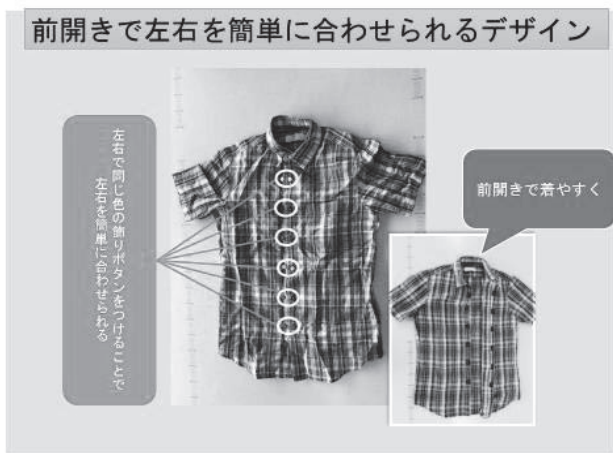 前開きで左右を簡単に合わせられるデザイン
左右で同じ色の飾りボタンをつけることで
左右を簡単に合わせられる
前開きで着やすく